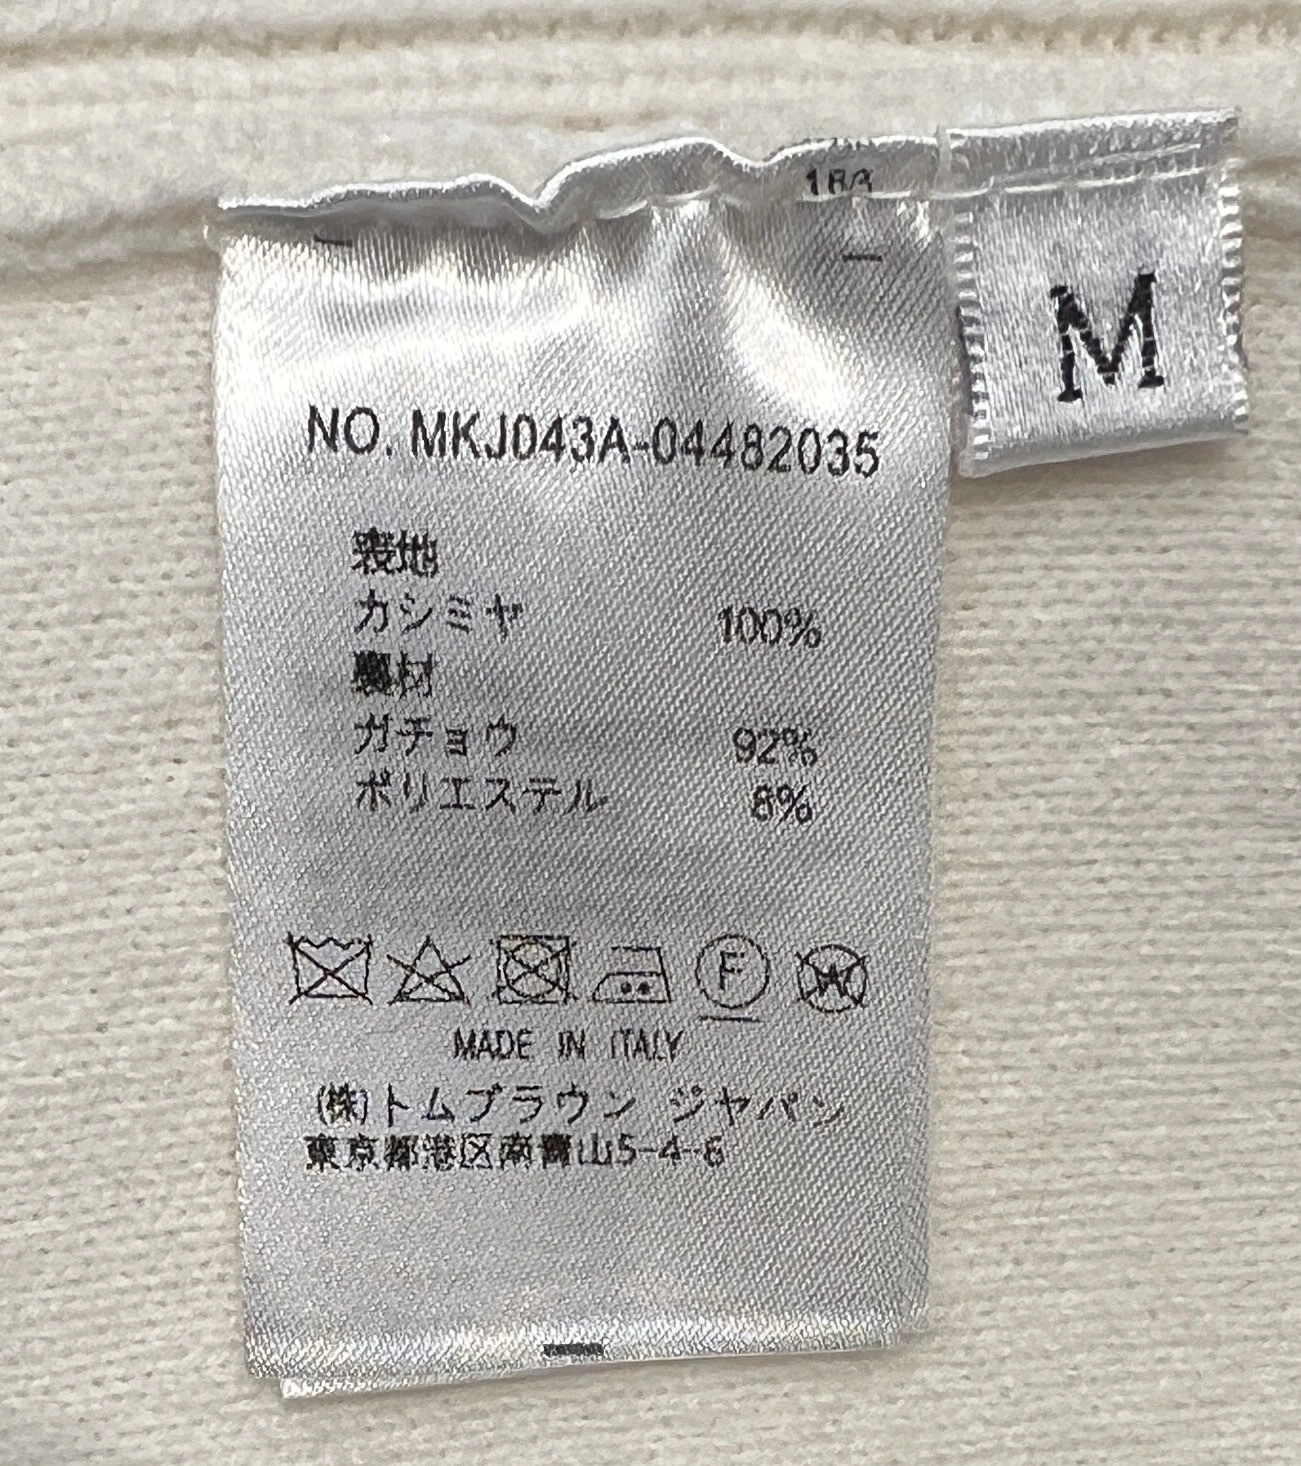 M
NO. MKJ043A-04482035
表地
カシミヤ 100%
裏材
ガチョウ 92%
ポリエステル 8%
F
W
MADE IN ITALY
(株)トムブラウン ジャパン
東京都港区南青山5-4-6